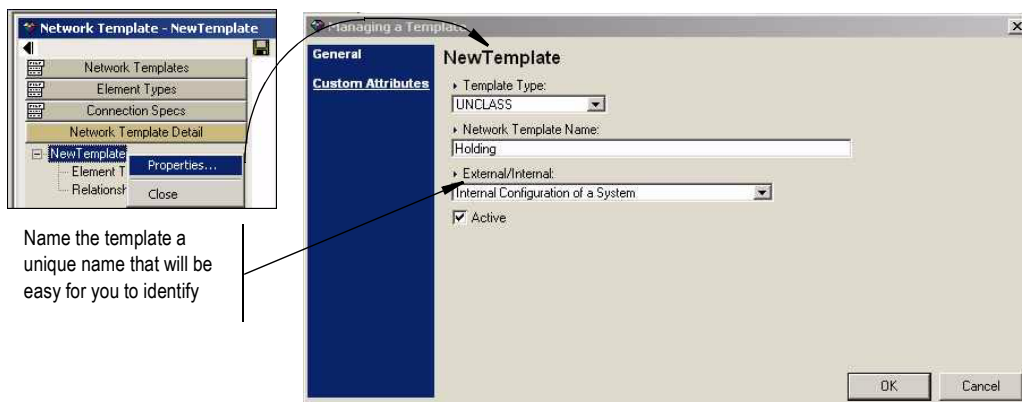 Network Template - NewTemplate
Network Templates
Element Types
Connection Specs
Network Template Detail
NewTemplate
Element T
Relationsh
Properties...
Close
Name the template a
unique name that will be
easy for you to identify
Managing a Template
General
Custom Attributes
NewTemplate
Template Type:
UNCLASS
Network Template Name:
Holding
External/Internal:
Internal Configuration of a System
Active
OK
Cancel